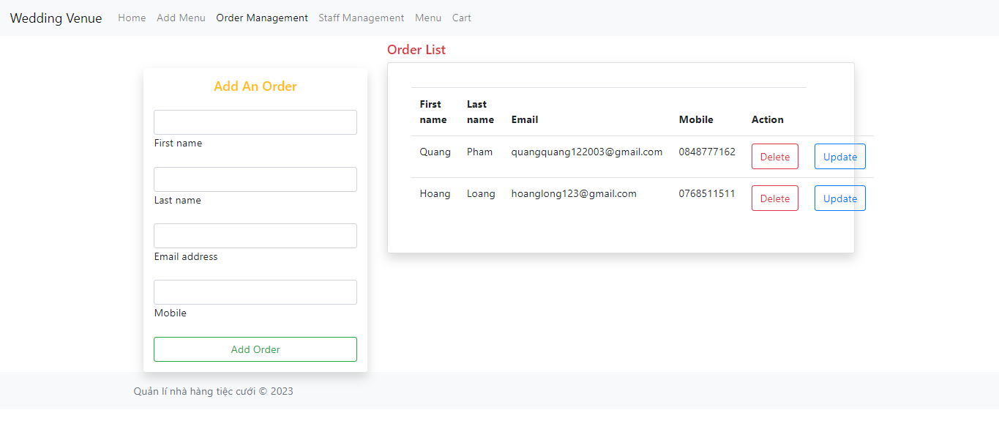 Wedding Venue Home Add Menu Order Management Staff Management Menu Cart
Add An Order
First name
Last name
Email address
Mobile
Add Order
Order List
First name Last name Email Mobile Action
Quang Pham quangquang122003@gmail.com 0848777162 Delete Update
Hoang Loang hoanglong123@gmail.com 0768511511 Delete Update
Quản lí nhà hàng tiệc cưới © 2023